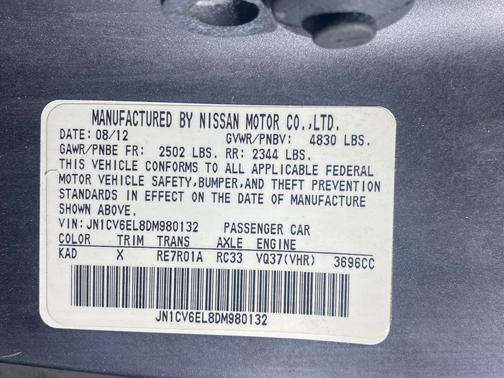 MANUFACTURED BY NISSAN MOTOR CO.,LTD.
DATE: 08/12 GVWR/PNBV: 4830 LBS.
GAWR/PNBE FR: 2502 LBS. RR: 2344 LBS.
THIS VEHICLE CONFORMS TO ALL APPLICABLE FEDERAL
MOTOR VEHICLE SAFETY,BUMPER,AND THEFT PREVENTION
STANDARDS IN EFFECT ON THE DATE OF MANUFACTURE
SHOWN ABOVE.
VIN: JN1CV6EL8DM980132 PASSENGER CAR
COLOR TRIM TRANS AXLE ENGINE
KAD X RE7R01A RC33 VQ37(VHR) 3696CC
JN1CV6EL8DM980132